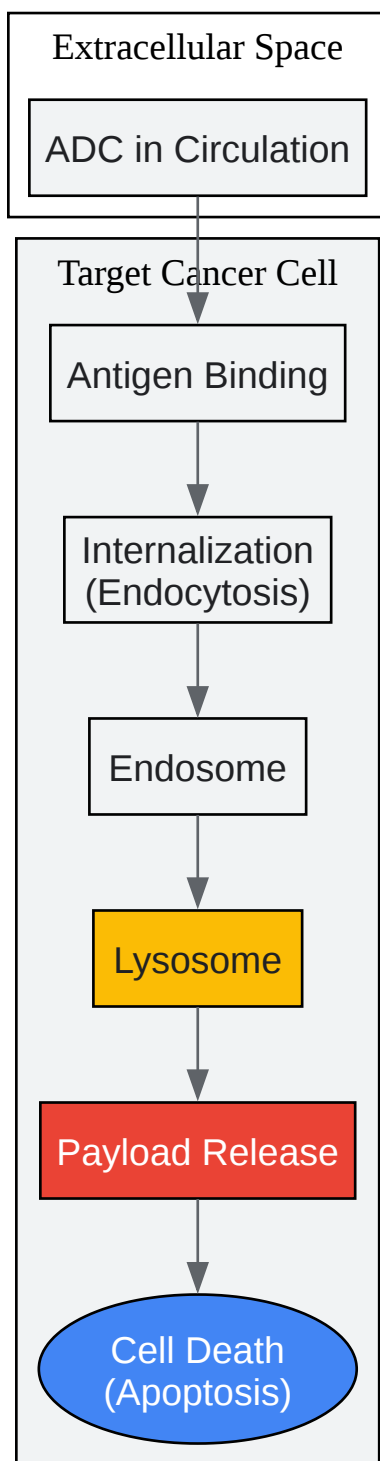 Extracellular Space
ADC in Circulation
Target Cancer Cell
Antigen Binding
Internalization
(Endocytosis)
Endosome
Lysosome
Payload Release
Cell Death
(Apoptosis)